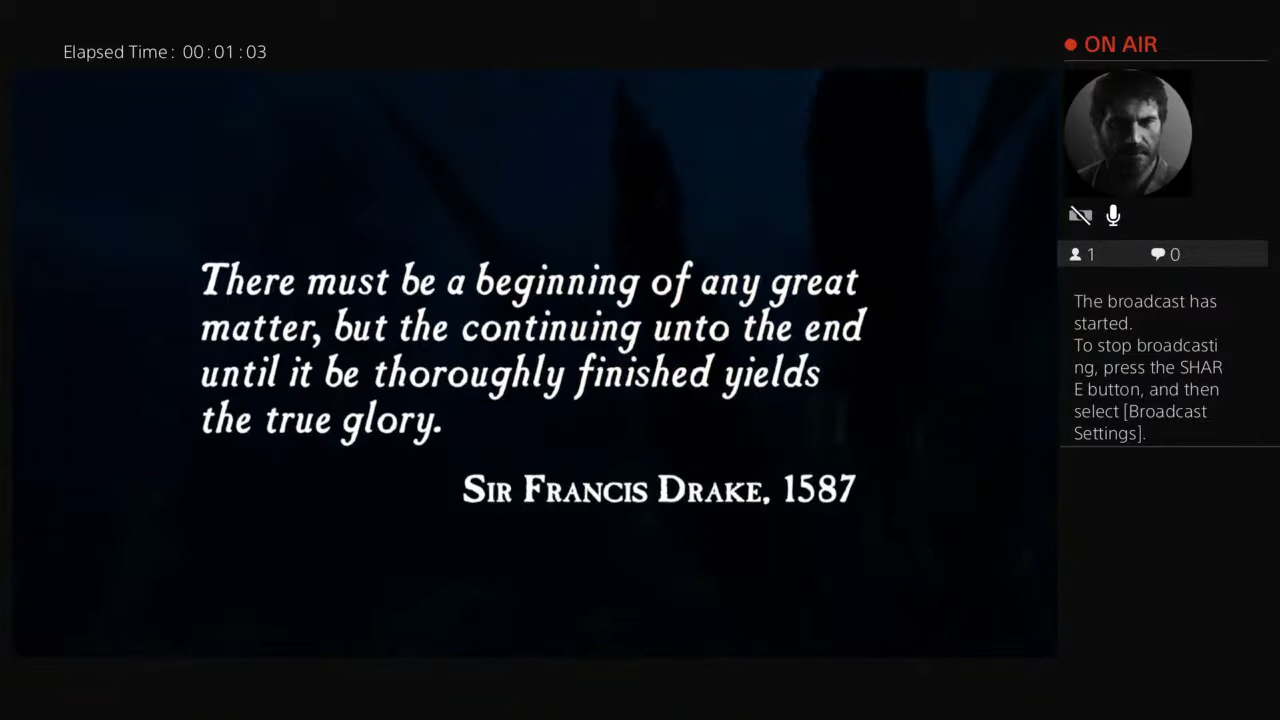 Elapsed Time: 00:01:03
ON AIR
There must be a beginning of any great
matter, but the continuing unto the end
until it be thoroughly finished yields
the true glory.
SIR FRANCIS DRAKE, 1587
1
0
The broadcast has
started.
To stop broadcasti
ng, press the SHAR
E button, and then
select [Broadcast
Settings].